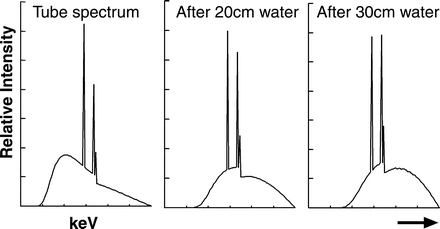 Tube spectrum
After 20cm water
After 30cm water
Relative Intensity
keV